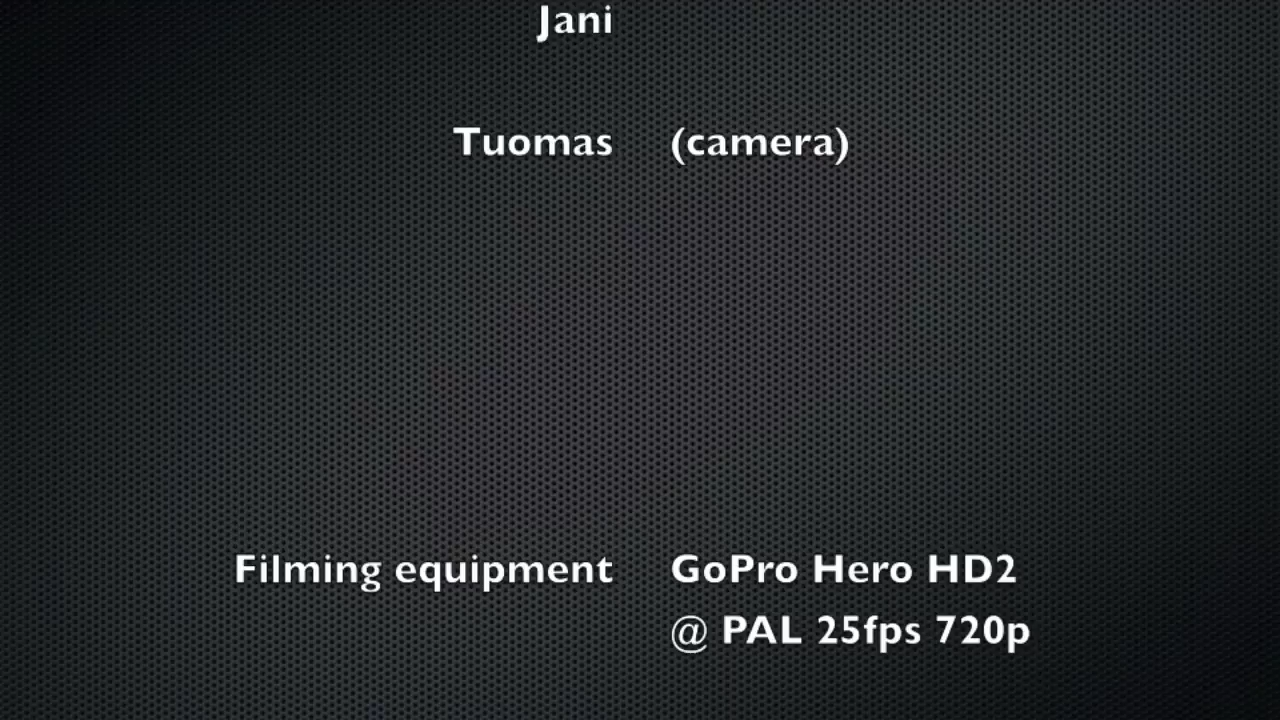 Jani
Tuomas (camera)
Filming equipment GoPro Hero HD2
@ PAL 25fps 720p